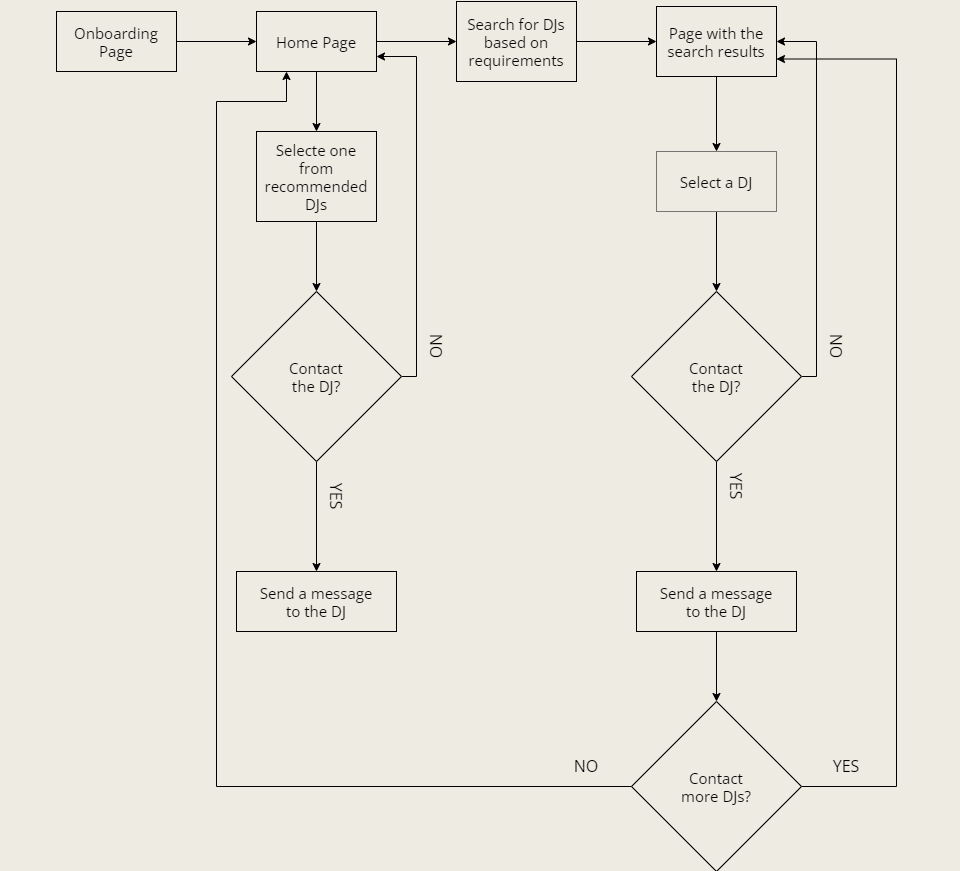 Onboarding
Page
Home Page
Search for DJs
based on
requirements
Page with the
search results
Selecte one
from
recommended
DJs
Select a DJ
Contact
the DJ?
NO
Contact
the DJ?
NO
YES
YES
Send a message
to the DJ
Send a message
to the DJ
NO
YES
Contact
more DJs?